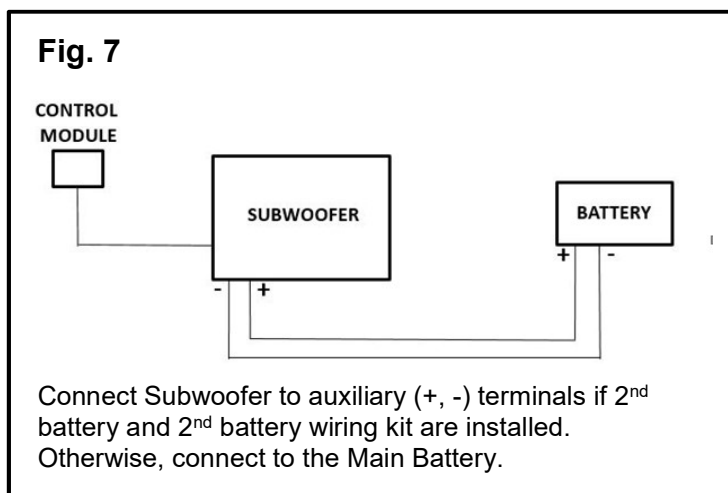 Fig. 7
CONTROL
MODULE
SUBWOOFER
BATTERY
+ -
- +
Connect Subwoofer to auxiliary (+, -) terminals if 2nd
battery and 2nd battery wiring kit are installed.
Otherwise, connect to the Main Battery.